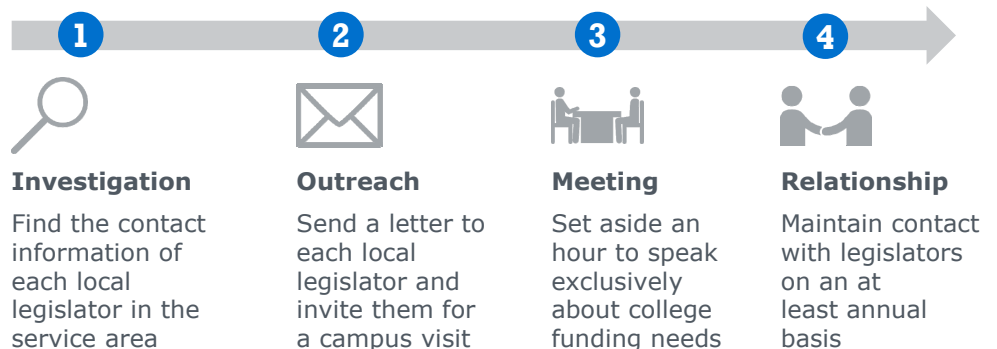 1
2
3
4
Investigation
Find the contact
information of
each local
legislator in the
service area
Outreach
Send a letter to
each local
legislator and
invite them for
a campus visit
Meeting
Set aside an
hour to speak
exclusively
about college
funding needs
Relationship
Maintain contact
with legislators
on an at
least annual
basis